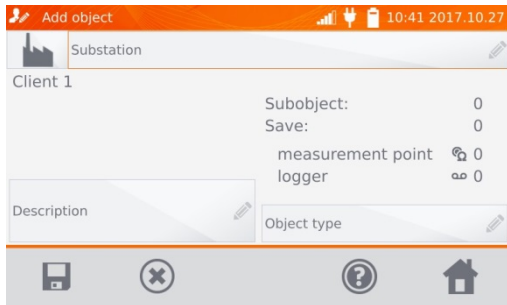 Add object
10:41 2017.10.27
Substation
Client 1
Subobject: 0
Save: 0
measurement point 0
logger 0
Description
Object type